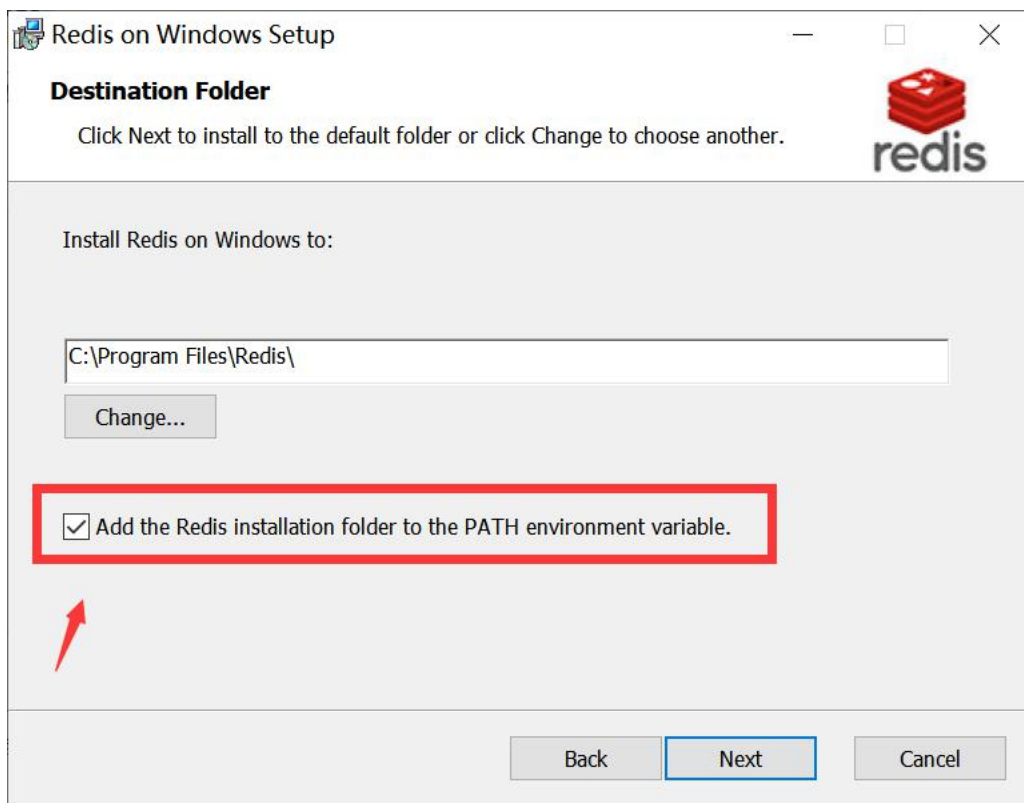 Redis on Windows Setup
Destination Folder
Click Next to install to the default folder or click Change to choose another.
redis
Install Redis on Windows to:
C:\Program Files\Redis\
Change...
Add the Redis installation folder to the PATH environment variable.
Back Next Cancel